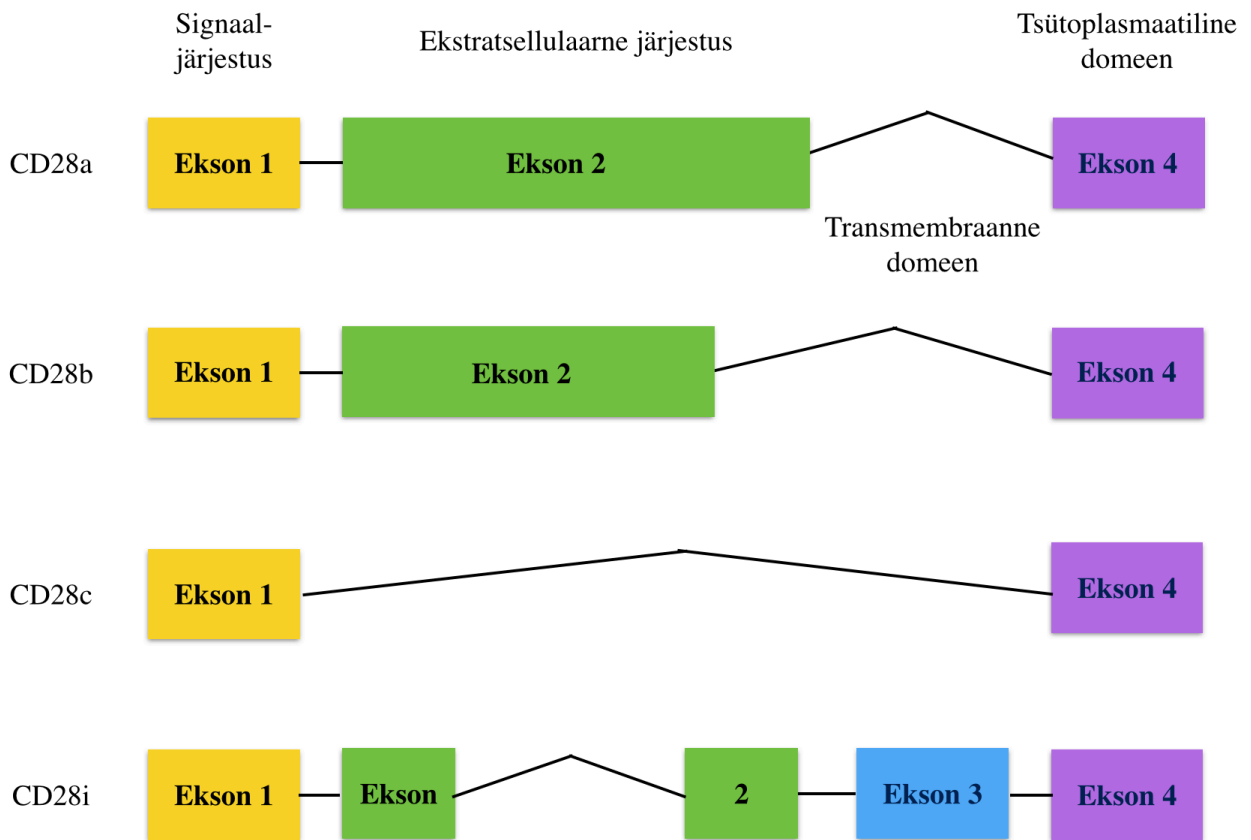 Signaal-
järjestus
Ekstratsellulaarne järjestus
Tsütoplasmaatiline
domeen
CD28a
Ekson 1
Ekson 2
Ekson 4
Transmembraanne
domeen
CD28b
Ekson 1
Ekson 2
Ekson 4
CD28c
Ekson 1
Ekson 4
CD28i
Ekson 1
Ekson
2
Ekson 3
Ekson 4